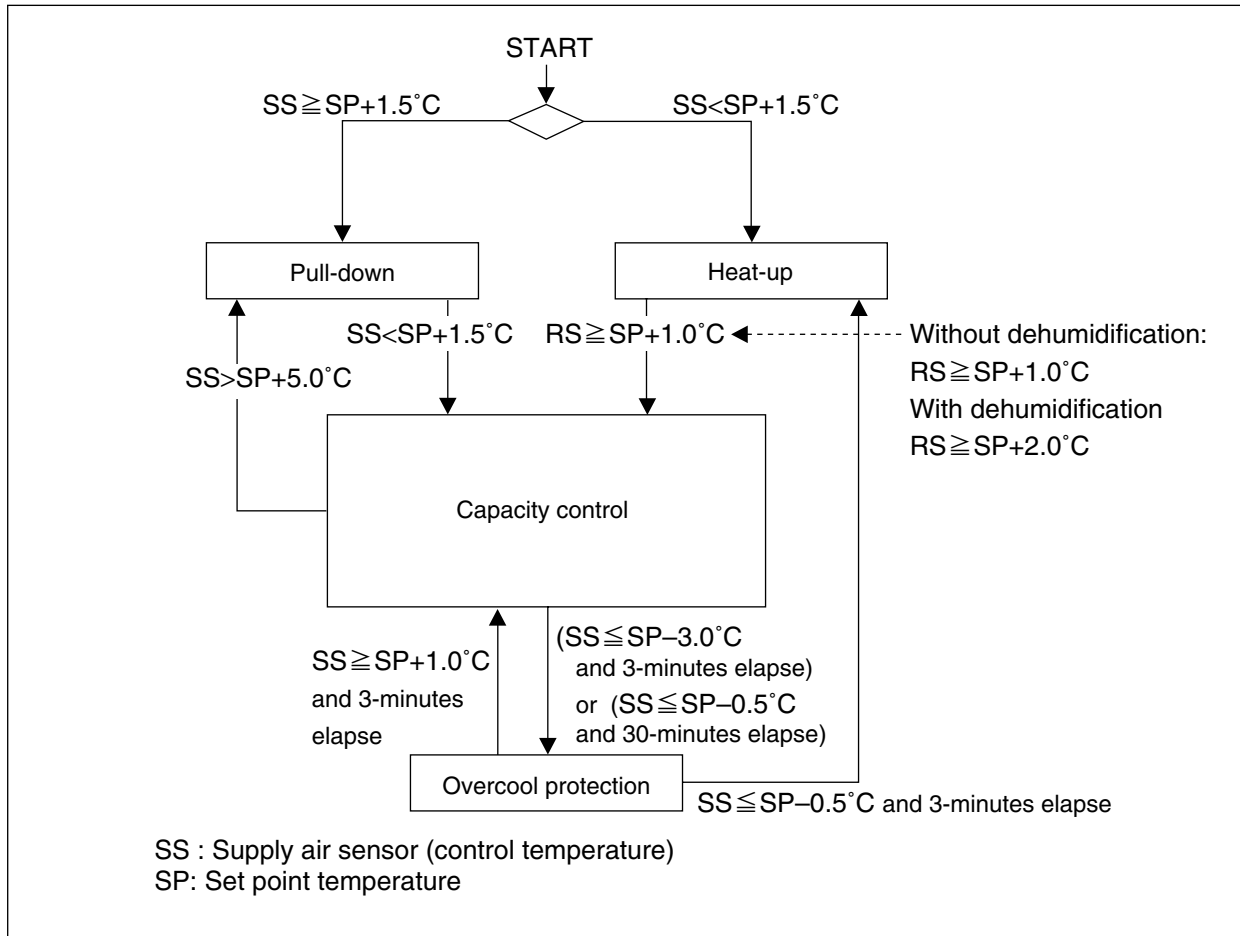 START
SS≧SP+1.5˚C
SS<SP+1.5˚C
Pull-down
Heat-up
SS<SP+1.5˚C
RS≧SP+1.0˚C
Without dehumidification:
RS≧SP+1.0˚C
With dehumidification
RS≧SP+2.0˚C
SS>SP+5.0˚C
Capacity control
SS≧SP+1.0˚C
and 3-minutes
elapse
(SS≦SP–3.0˚C
and 3-minutes elapse)
or (SS≦SP–0.5˚C
and 30-minutes elapse)
Overcool protection
SS≦SP–0.5˚C and 3-minutes elapse
SS : Supply air sensor (control temperature)
SP: Set point temperature